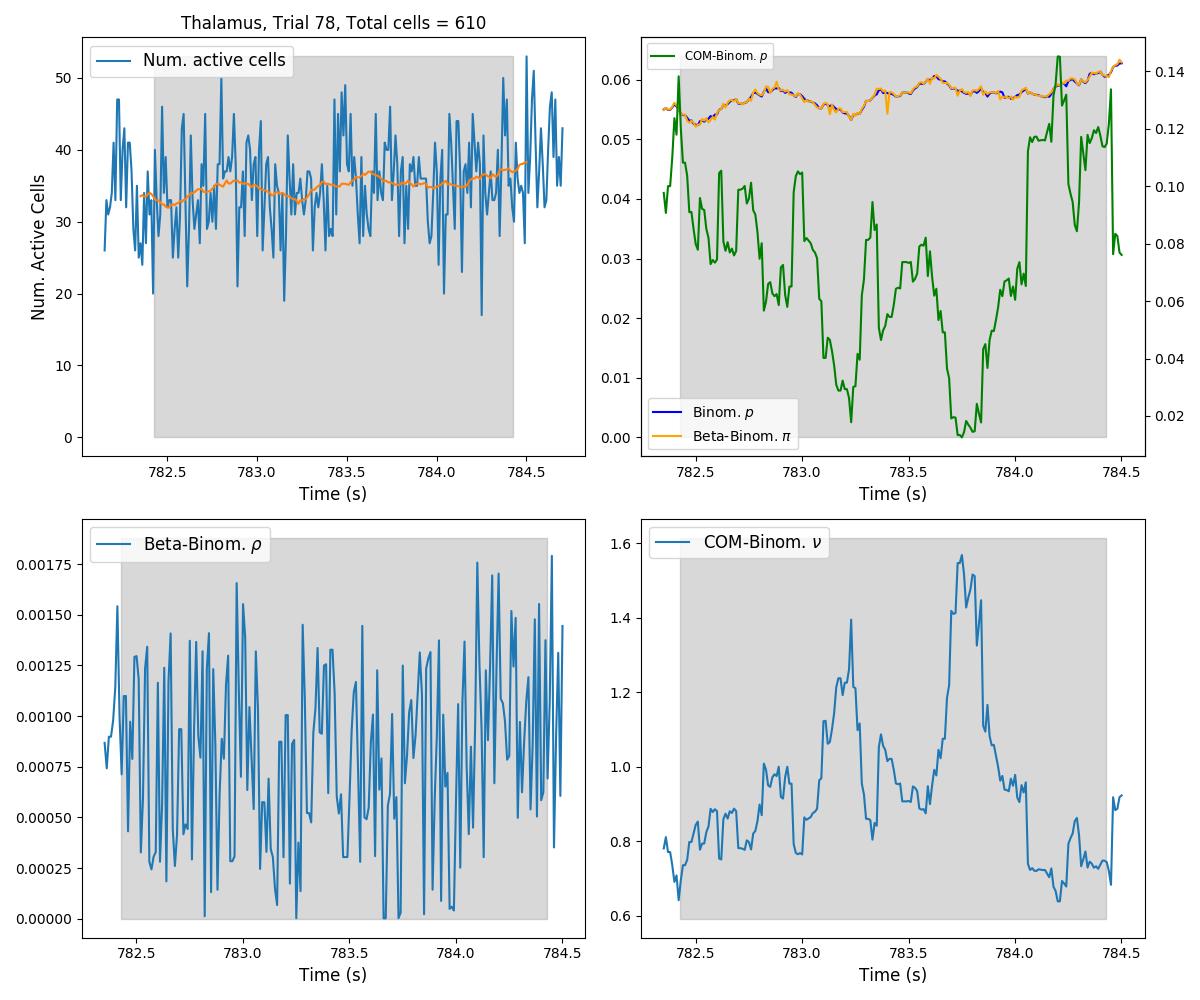 Thalamus, Trial 78, Total cells = 610
Num. active cells
Num. Active Cells
50
40
30
20
10
0
782.5 783.0 783.5 784.0 784.5
Time (s)
COM-Binom. p
Binom. p
Beta-Binom. π
0.06
0.05
0.04
0.03
0.02
0.01
0.00
0.14
0.12
0.10
0.08
0.06
0.04
0.02
782.5 783.0 783.5 784.0 784.5
Time (s)
Beta-Binom. ρ
0.00175
0.00150
0.00125
0.00100
0.00075
0.00050
0.00025
0.00000
782.5 783.0 783.5 784.0 784.5
Time (s)
COM-Binom. ν
1.6
1.4
1.2
1.0
0.8
0.6
782.5 783.0 783.5 784.0 784.5
Time (s)